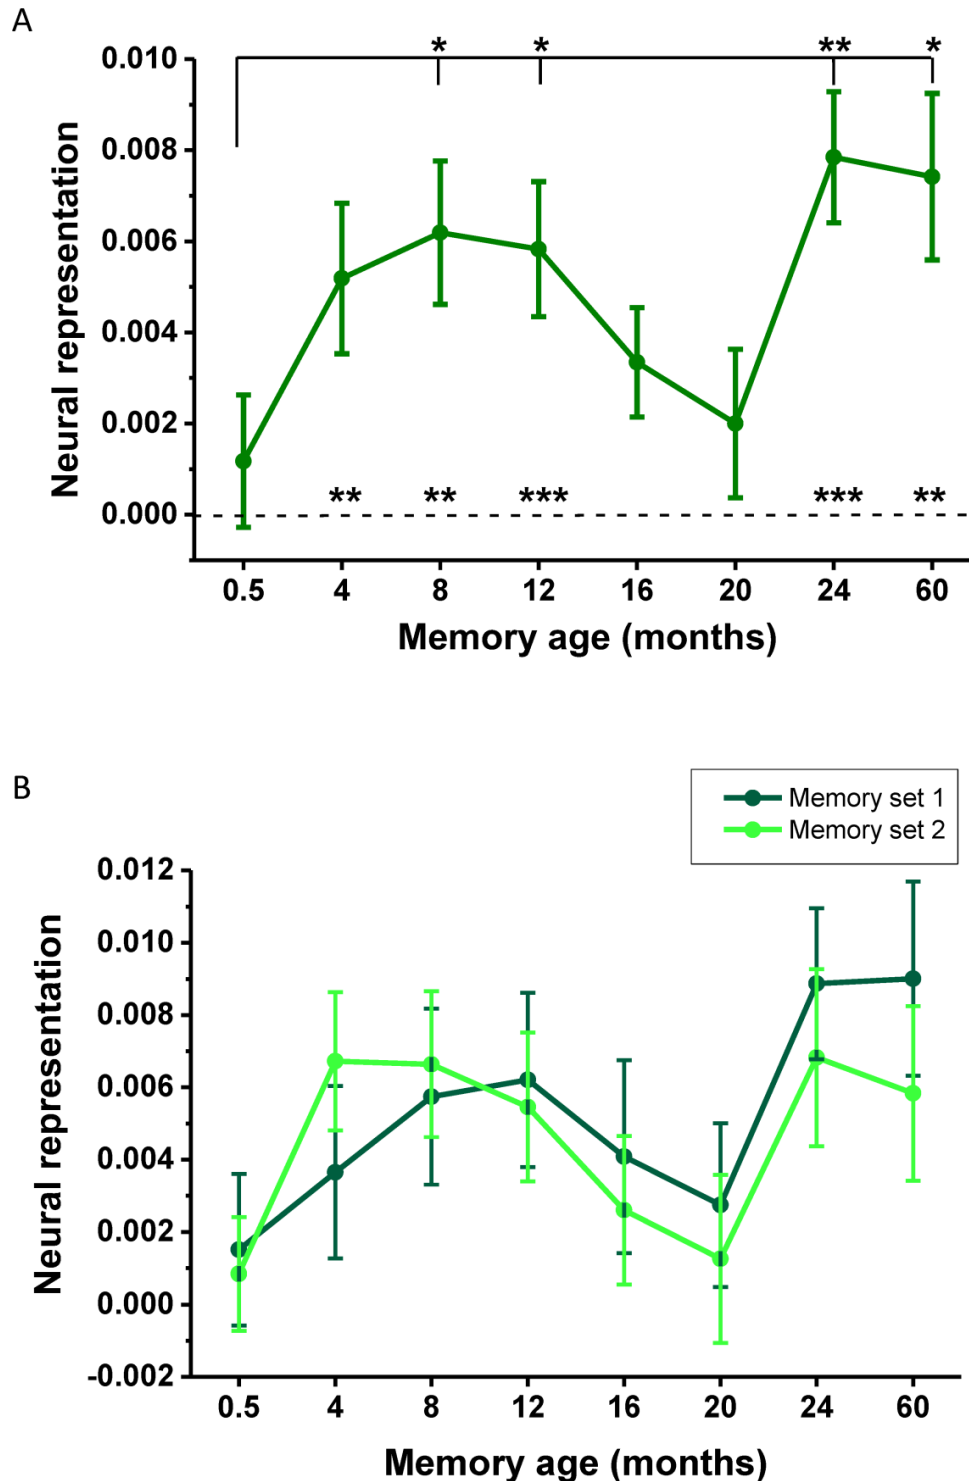 A
* * ** *
0.010
0.008
0.006
0.004
0.002
0.000
Neural representation
** ** *** *** **
0.5 4 8 12 16 20 24 60
Memory age (months)
B
Memory set 1
Memory set 2
0.012
0.010
0.008
0.006
0.004
0.002
0.000
-0.002
Neural representation
0.5 4 8 12 16 20 24 60
Memory age (months)